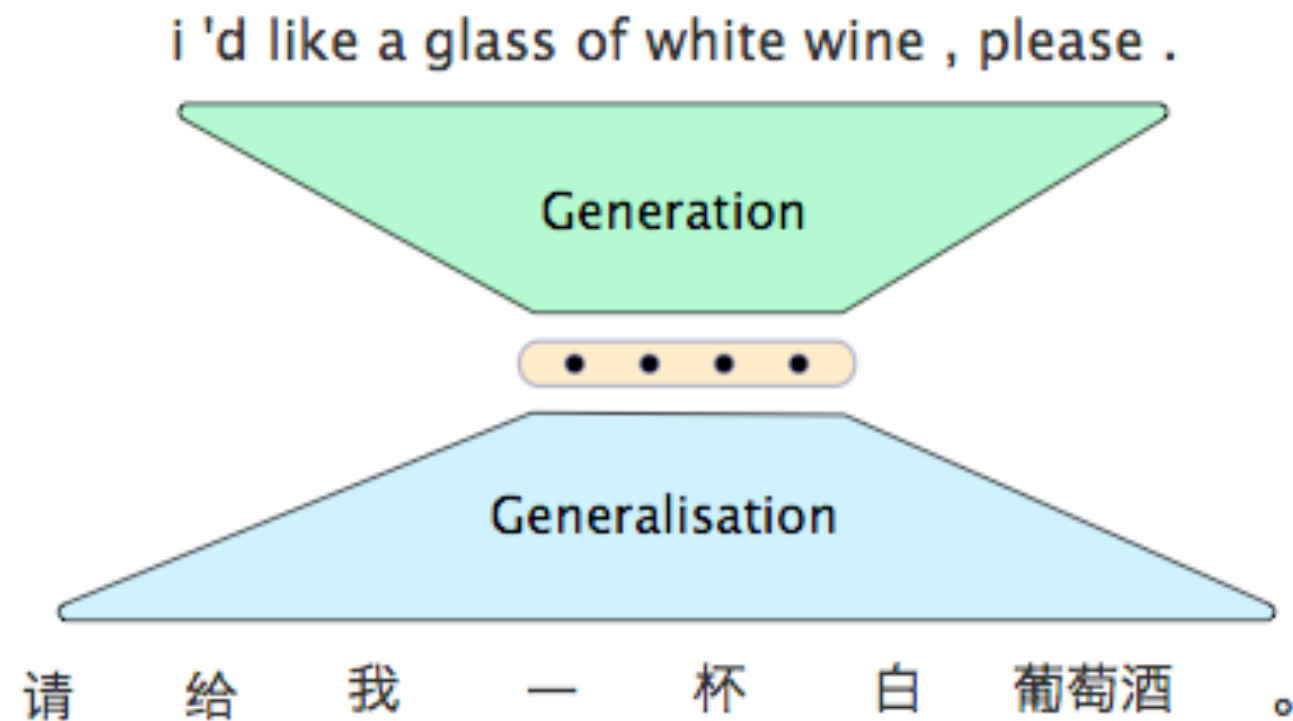 i 'd like a glass of white wine , please .
Generation
Generalisation
请 给 我 一 杯 白 葡萄酒 。